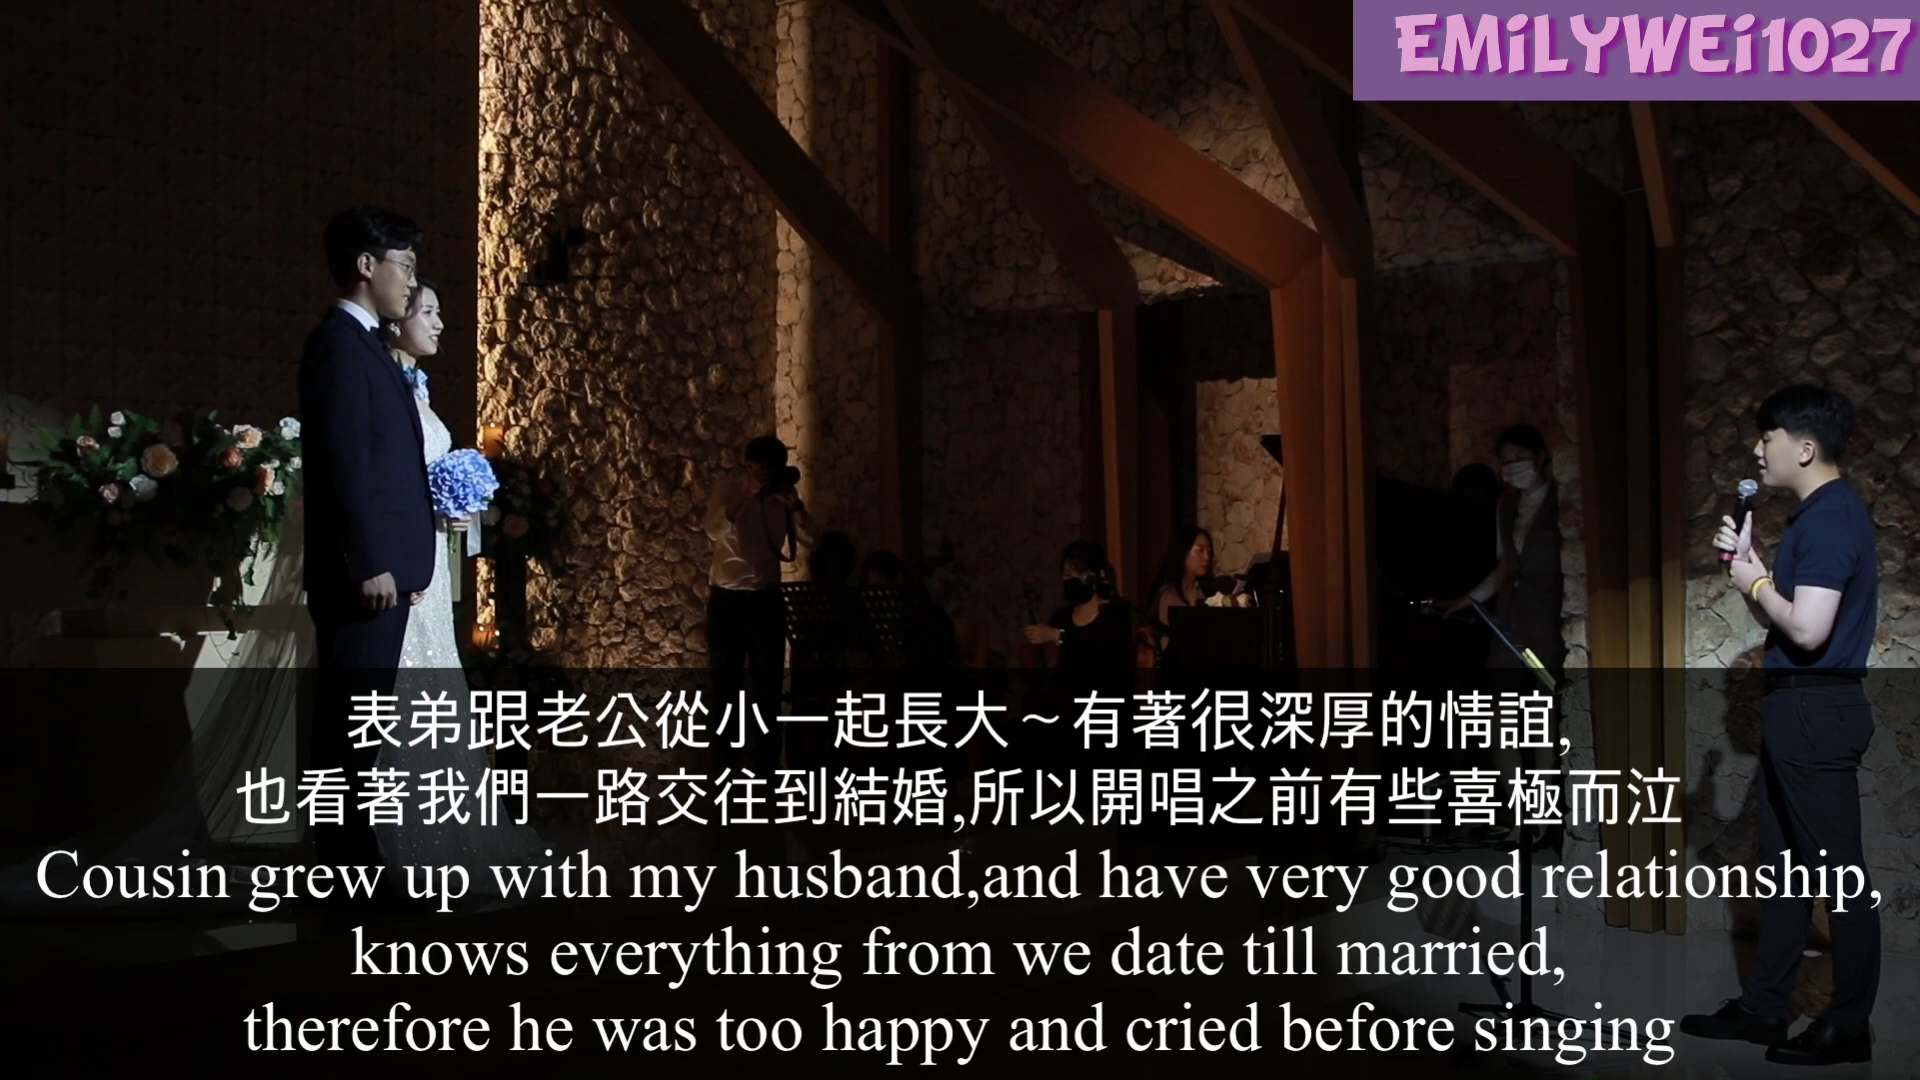 EMiLYWEi1027
表弟跟老公從小一起長大～有著很深厚的情誼,
也看著我們一路交往到結婚,所以開唱之前有些喜極而泣
Cousin grew up with my husband,and have very good relationship,
knows everything from we date till married,
therefore he was too happy and cried before singing